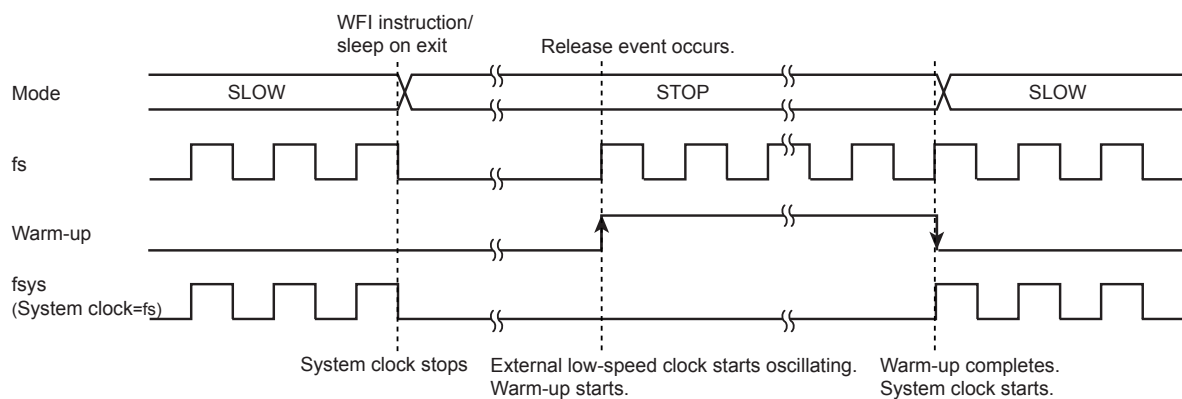 WFI instruction/
sleep on exit
Release event occurs.
Mode
SLOW
STOP
SLOW
fs
Warm-up
fsys
(System clock=fs)
System clock stops
External low-speed clock starts oscillating.
Warm-up starts.
Warm-up completes.
System clock starts.